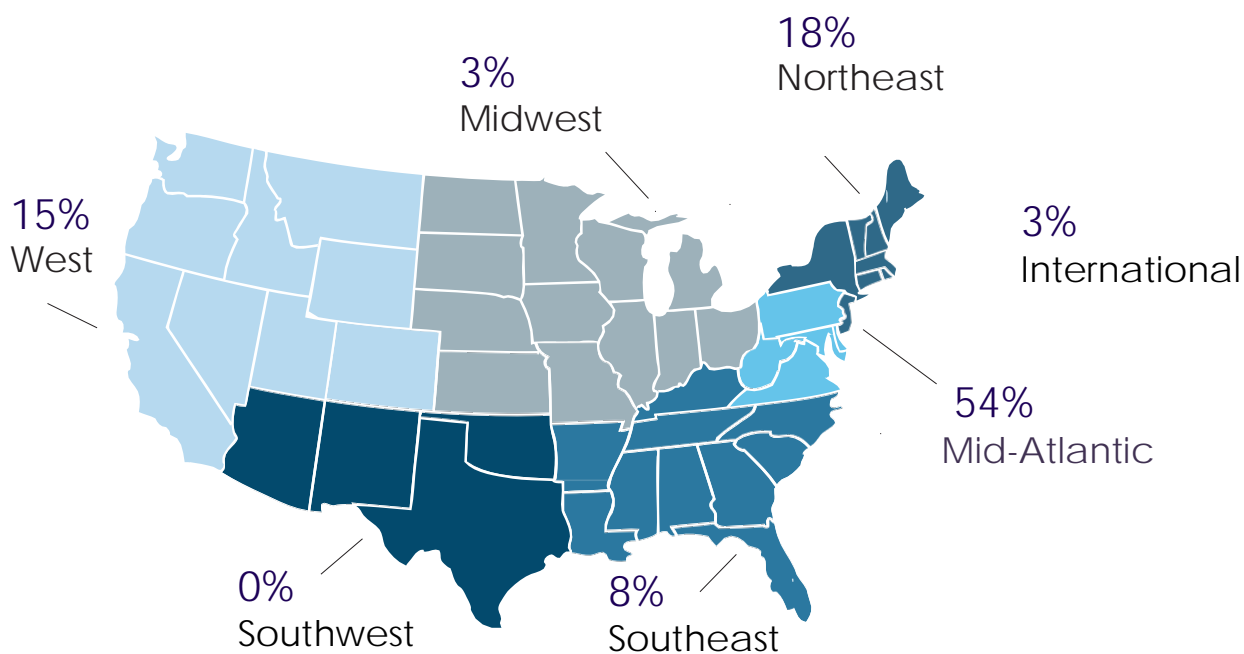 18%
Northeast
3%
Midwest
15%
West
3%
International
54%
Mid-Atlantic
0%
Southwest
8%
Southeast